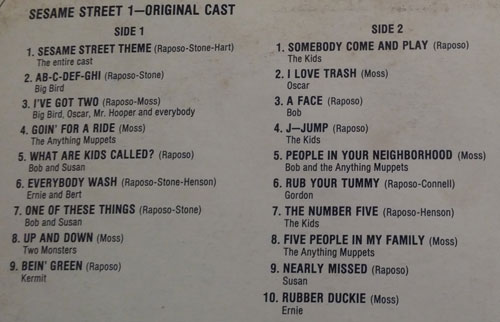 SESAME STREET 1—ORIGINAL CAST
SIDE 1
1. SESAME STREET THEME (Raposo-Stone-Hart)
The entire cast
2. AB-C-DEF-GHI (Raposo-Stone)
Big Bird
3. I'VE GOT TWO (Raposo-Moss)
Big Bird, Oscar, Mr. Hooper and everybody
4. GOIN' FOR A RIDE (Moss)
The Anything Muppets
5. WHAT ARE KIDS CALLED? (Raposo)
Bob and Susan
6. EVERYBODY WASH (Raposo-Stone-Henson)
Ernie and Bert
7. ONE OF THESE THINGS (Raposo-Stone)
Bob and Susan
8. UP AND DOWN (Moss)
Two Monsters
9. BEIN' GREEN (Raposo)
Kermit
SIDE 2
1. SOMEBODY COME AND PLAY (Raposo)
The Kids
2. I LOVE TRASH (Moss)
Oscar
3. A FACE (Raposo)
Bob
4. J—JUMP (Raposo)
The Kids
5. PEOPLE IN YOUR NEIGHBORHOOD (Moss)
Bob and the Anything Muppets
6. RUB YOUR TUMMY (Raposo-Connell)
Gordon
7. THE NUMBER FIVE (Raposo-Henson)
The Kids
8. FIVE PEOPLE IN MY FAMILY (Moss)
The Anything Muppets
9. NEARLY MISSED (Raposo)
Susan
10. RUBBER DUCKIE (Moss)
Ernie